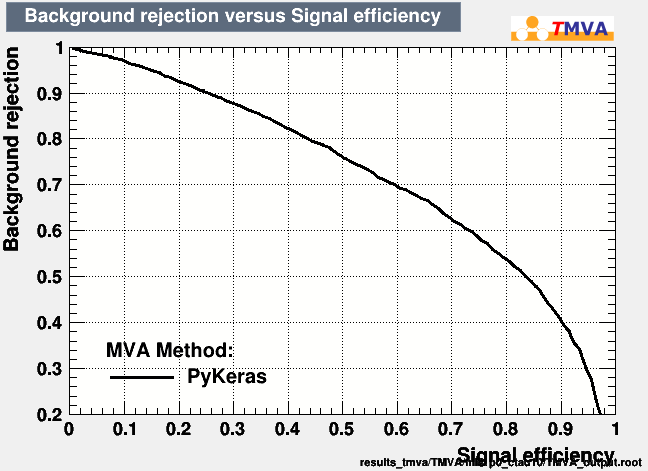 Background rejection versus Signal efficiency
TMVA
Background rejection
1
0.9
0.8
0.7
0.6
0.5
0.4
0.3
0.2
MVA Method:
PyKeras
0 0.1 0.2 0.3 0.4 0.5 0.6 0.7 0.8 0.9 1
Signal efficiency
results_tmva/TMVA